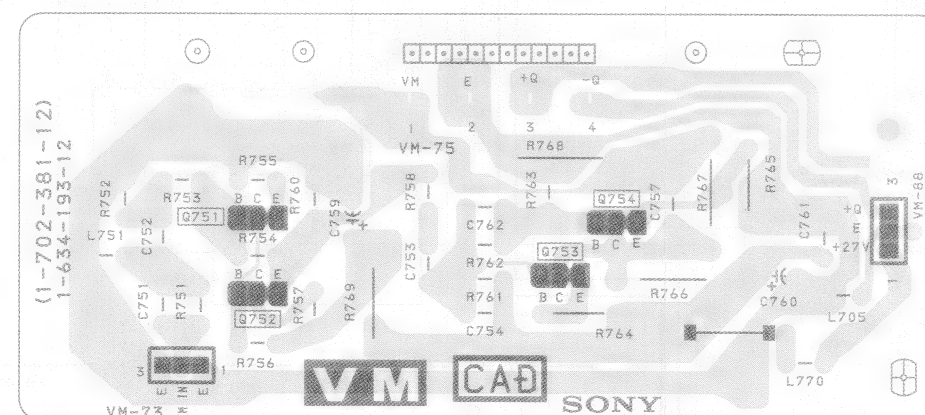 (1-702-381-12)
1-634-193-12
VM E +Q -Q
1 2 3 4
VM-75
R768
R755
R752
R753
B C E
R760
R758
R763
Q754
C757
R767
R765
3
VM-88
Q751
C759
+
L751
C752
R754
C762
B C E
C761
+Q
E
+27V
B C E
C753
R762
Q753
C751
R751
R757
R769
R761
B C E
R766
+
C760
1
Q752
C754
R764
L705
R756
3 1
E IN E
VM-73
VM
CAD
L770
SONY